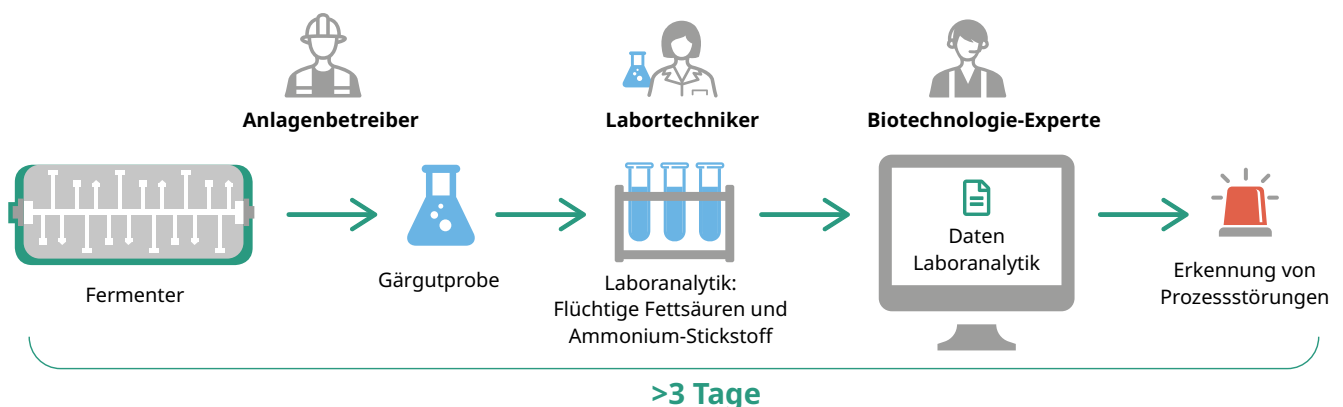 Anlagenbetreiber
Labortechniker
Biotechnologie-Experte
Fermenter
Gärgutprobe
Laboranalytik:
Flüchtige Fettsäuren und
Ammonium-Stickstoff
Daten
Laboranalytik
Erkennung von
Prozessstörungen
>3 Tage